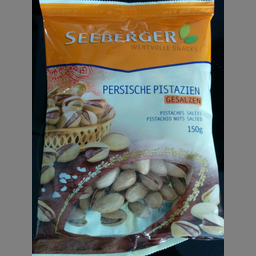 SEEBERGER
WERTVOLLE SNACKS
PERSISCHE PISTAZIEN
GESALZEN
PISTACHES SALÉES
PISTACHIO NUTS SALTED
150g